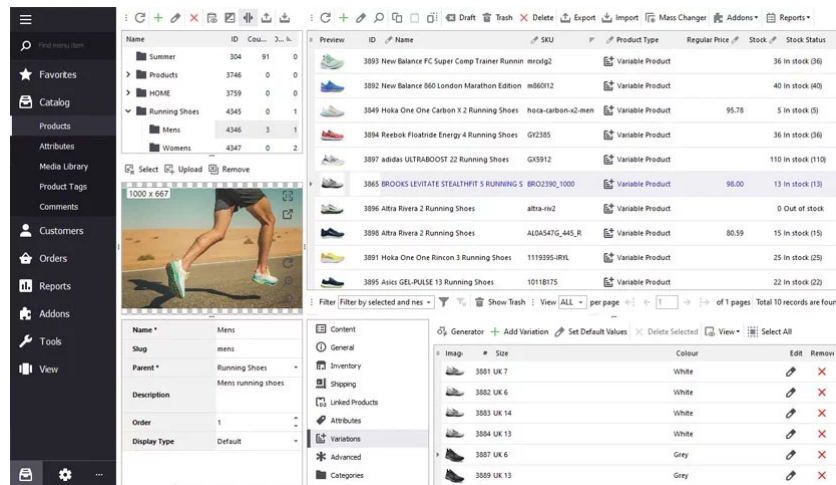 Draft Trash Delete Export Import Mass Changer Addons Reports
Find menu item
Favorites
Catalog
Products
Attributes
Media Library
Product Tags
Comments
Customers
Orders
Reports
Addons
Tools
View
Name ID Cou...
Summer 304 91 0
Products 3746 0 0
HOME 3759 0 0
Running Shoes 4345 0 1
Mens 4346 3 1
Womens 4347 0 2
Select Upload Remove
1000 x 667
Name * Mens
Slug mens
Parent * Running Shoes
Description Mens running shoes
Order 1
Display Type Default
Preview ID Name SKU Product Type Regular Price Stock Stock Status
3893 New Balance FC Super Comp Trainer Runnin mrcxlg2 Variable Product 36 In stock (36)
3892 New Balance 860 London Marathon Edition m860l12 Variable Product 40 In stock (40)
3849 Hoka One One Carbon X 2 Running Shoes hoca-carbon-x2-men Variable Product 95.78 5 In stock (5)
3894 Reebok Floatride Energy 4 Running Shoes GY2385 Variable Product 36 In stock (36)
3897 adidas ULTRABOOST 22 Running Shoes GX5912 Variable Product 110 In stock (110)
3865 BROOKS LEVITATE STEALTHFIT 5 RUNNING S BRO2390_1000 Variable Product 98.00 13 In stock (13)
3896 Altra Rivera 2 Running Shoes altra-riv2 Variable Product 0 Out of stock
3898 Altra Rivera 2 Running Shoes AL0A547G_445_R Variable Product 80.59 15 In stock (15)
3891 Hoka One One Rincon 3 Running Shoes 1119395-IRYL Variable Product 25 In stock (25)
3895 Asics GEL-PULSE 13 Running Shoes 1011B175 Variable Product 22 In stock (22)
Filter Filter by selected and nes Show Trash View ALL per page 1 of 1 pages Total 10 records are foun
Content
General
Inventory
Shipping
Linked Products
Attributes
Variations
Advanced
Categories
Generator Add Variation Set Default Values Delete Selected View Select All
Imag # Size Colour Edit Remov
3881 UK 7 White
3882 UK 6 White
3883 UK 14 White
3884 UK 13 White
3887 UK 6 Grey
3889 UK 13 Grey